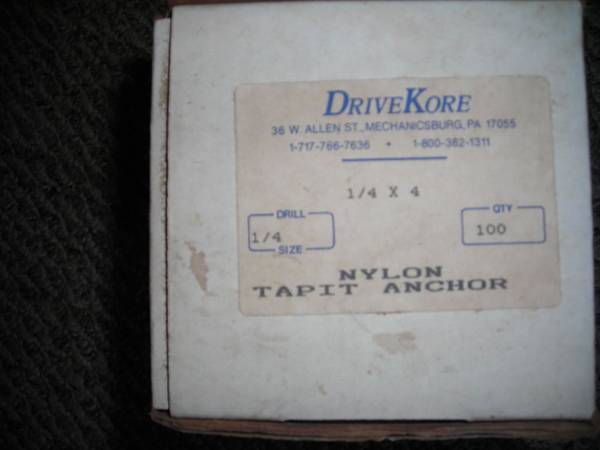 DRIVEKORE
36 W. ALLEN ST., MECHANICSBURG, PA 17055
1-717-766-7636 • 1-800-382-1311
1/4 X 4
DRILL
1/4
SIZE
QTY
100
NYLON
TAPIT ANCHOR